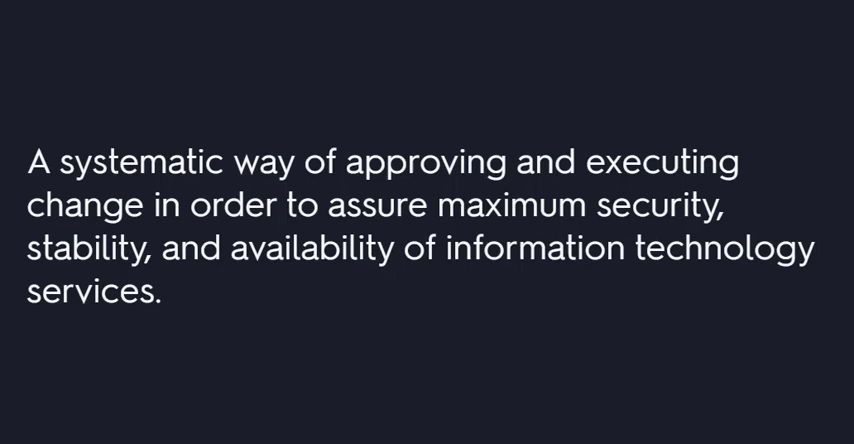 A systematic way of approving and executing
change in order to assure maximum security,
stability, and availability of information technology
services.